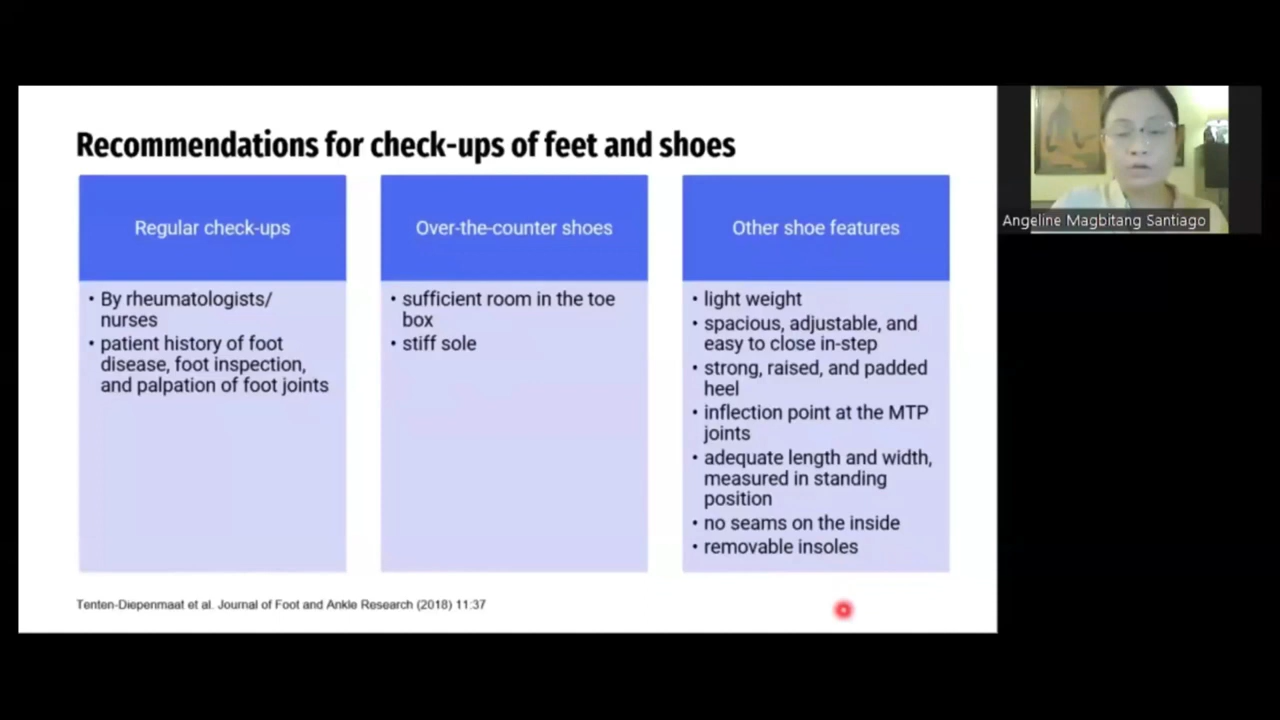 Recommendations for check-ups of feet and shoes
Regular check-ups
• By rheumatologists/
nurses
• patient history of foot
disease, foot inspection,
and palpation of foot joints
Over-the-counter shoes
• sufficient room in the toe
box
• stiff sole
Other shoe features
• light weight
• spacious, adjustable, and
easy to close in-step
• strong, raised, and padded
heel
• inflection point at the MTP
joints
• adequate length and width,
measured in standing
position
• no seams on the inside
• removable insoles
Tenten-Diepenmaat et al. Journal of Foot and Ankle Research (2018) 11:37
Angeline Magbitang Santiago